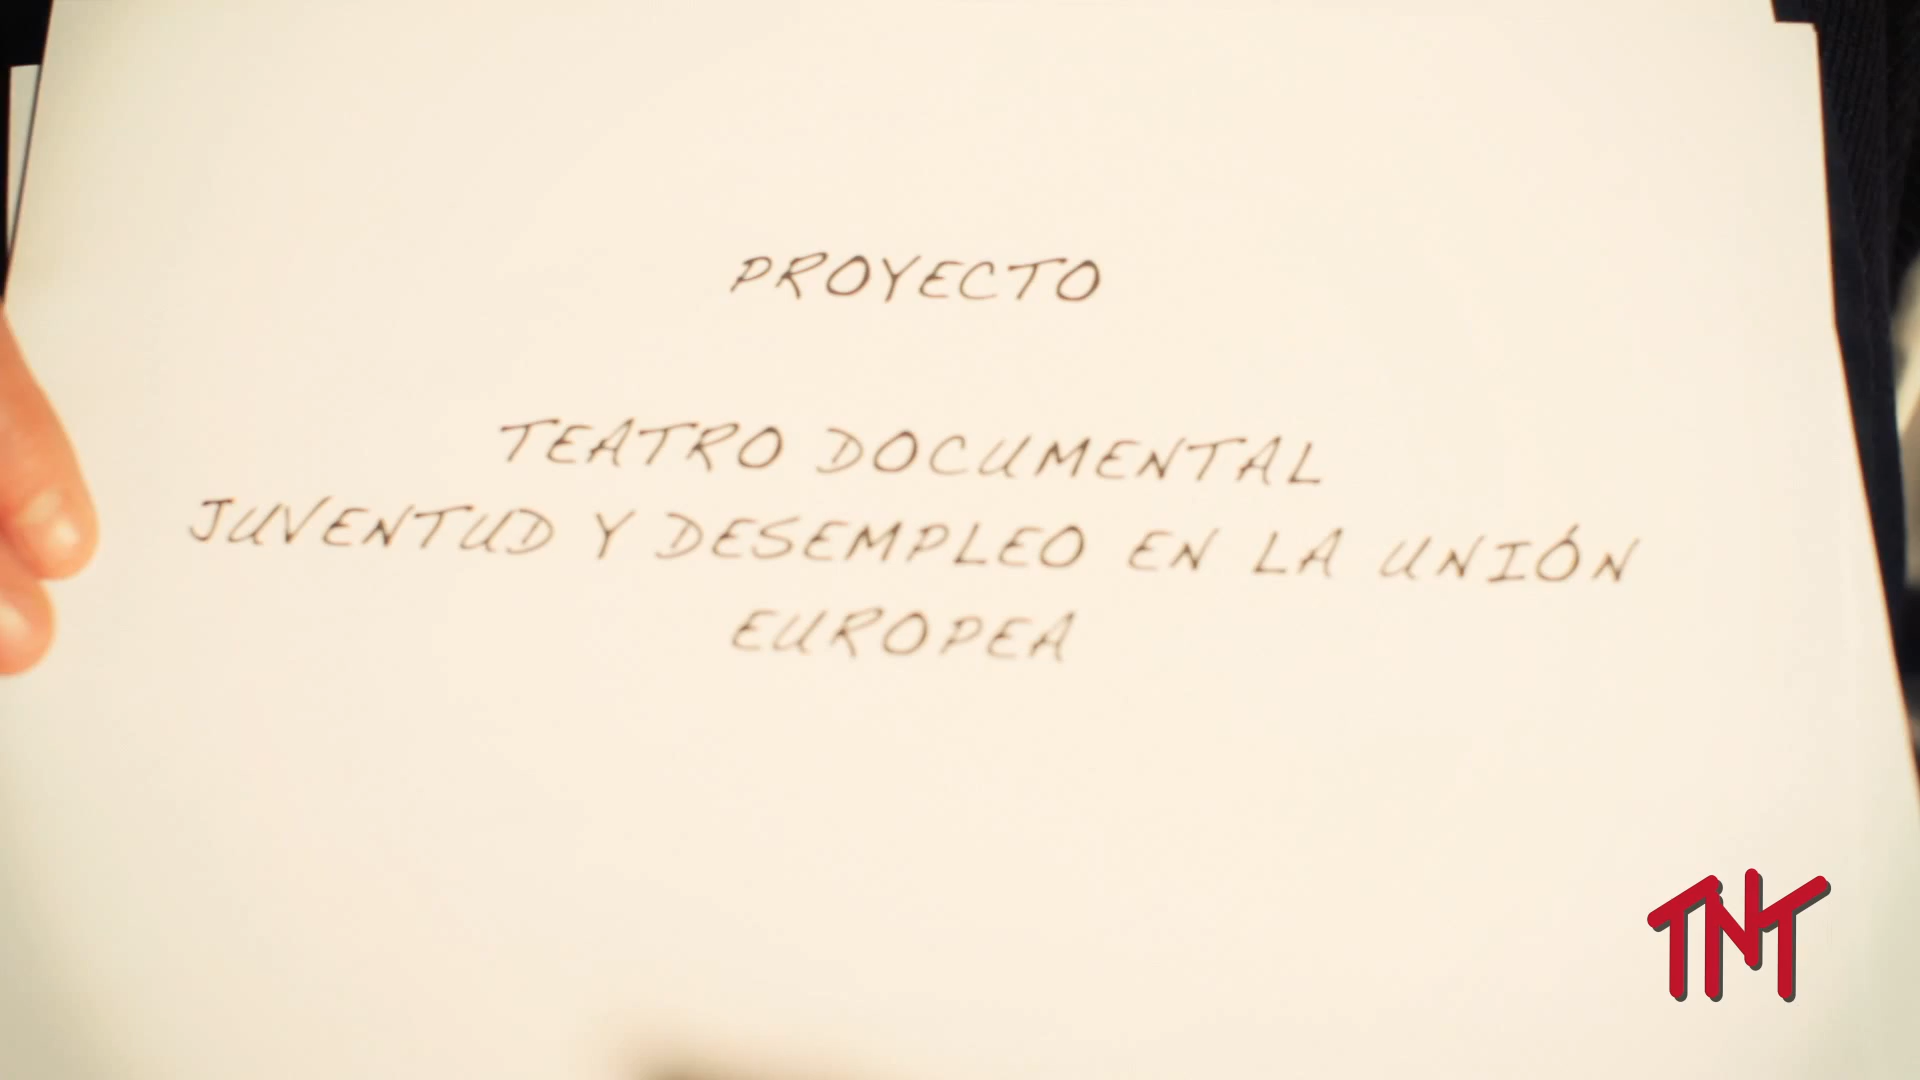 PROYECTO
TEATRO DOCUMENTAL
JUVENTUD Y DESEMPLEO EN LA UNIÓN
EUROPEA
TNT